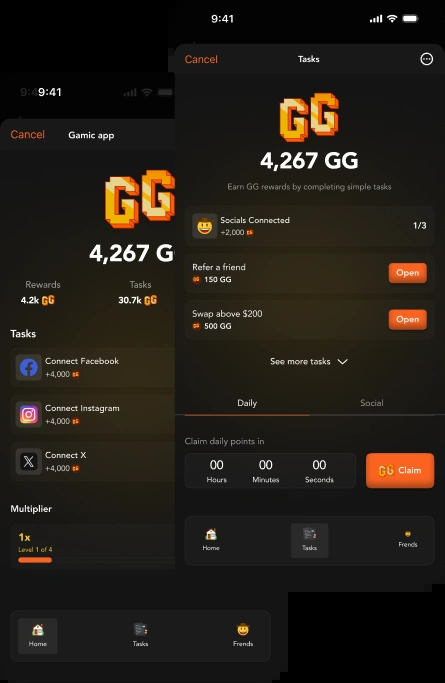 9:41
Cancel
Tasks
GG
4,267 GG
Earn GG rewards by completing simple tasks
Socials Connected
+2,000 GG
1/3
Refer a friend
GG 150 GG
Open
Swap above $200
GG 500 GG
Open
See more tasks
Daily
Social
Claim daily points in
00
00
00
Hours
Minutes
Seconds
GG Claim
Home
Tasks
Frends
9:49:41
Cancel
Gamic app
GG
4,267 G
Rewards
Tasks
4.2k GG
30.7k GG
Tasks
Connect Facebook
+4,000 GG
Connect Instagram
+4,000 GG
Connect X
+4,000 GG
Multiplier
1x
Level 1 of 4
Home
Tasks
Frends